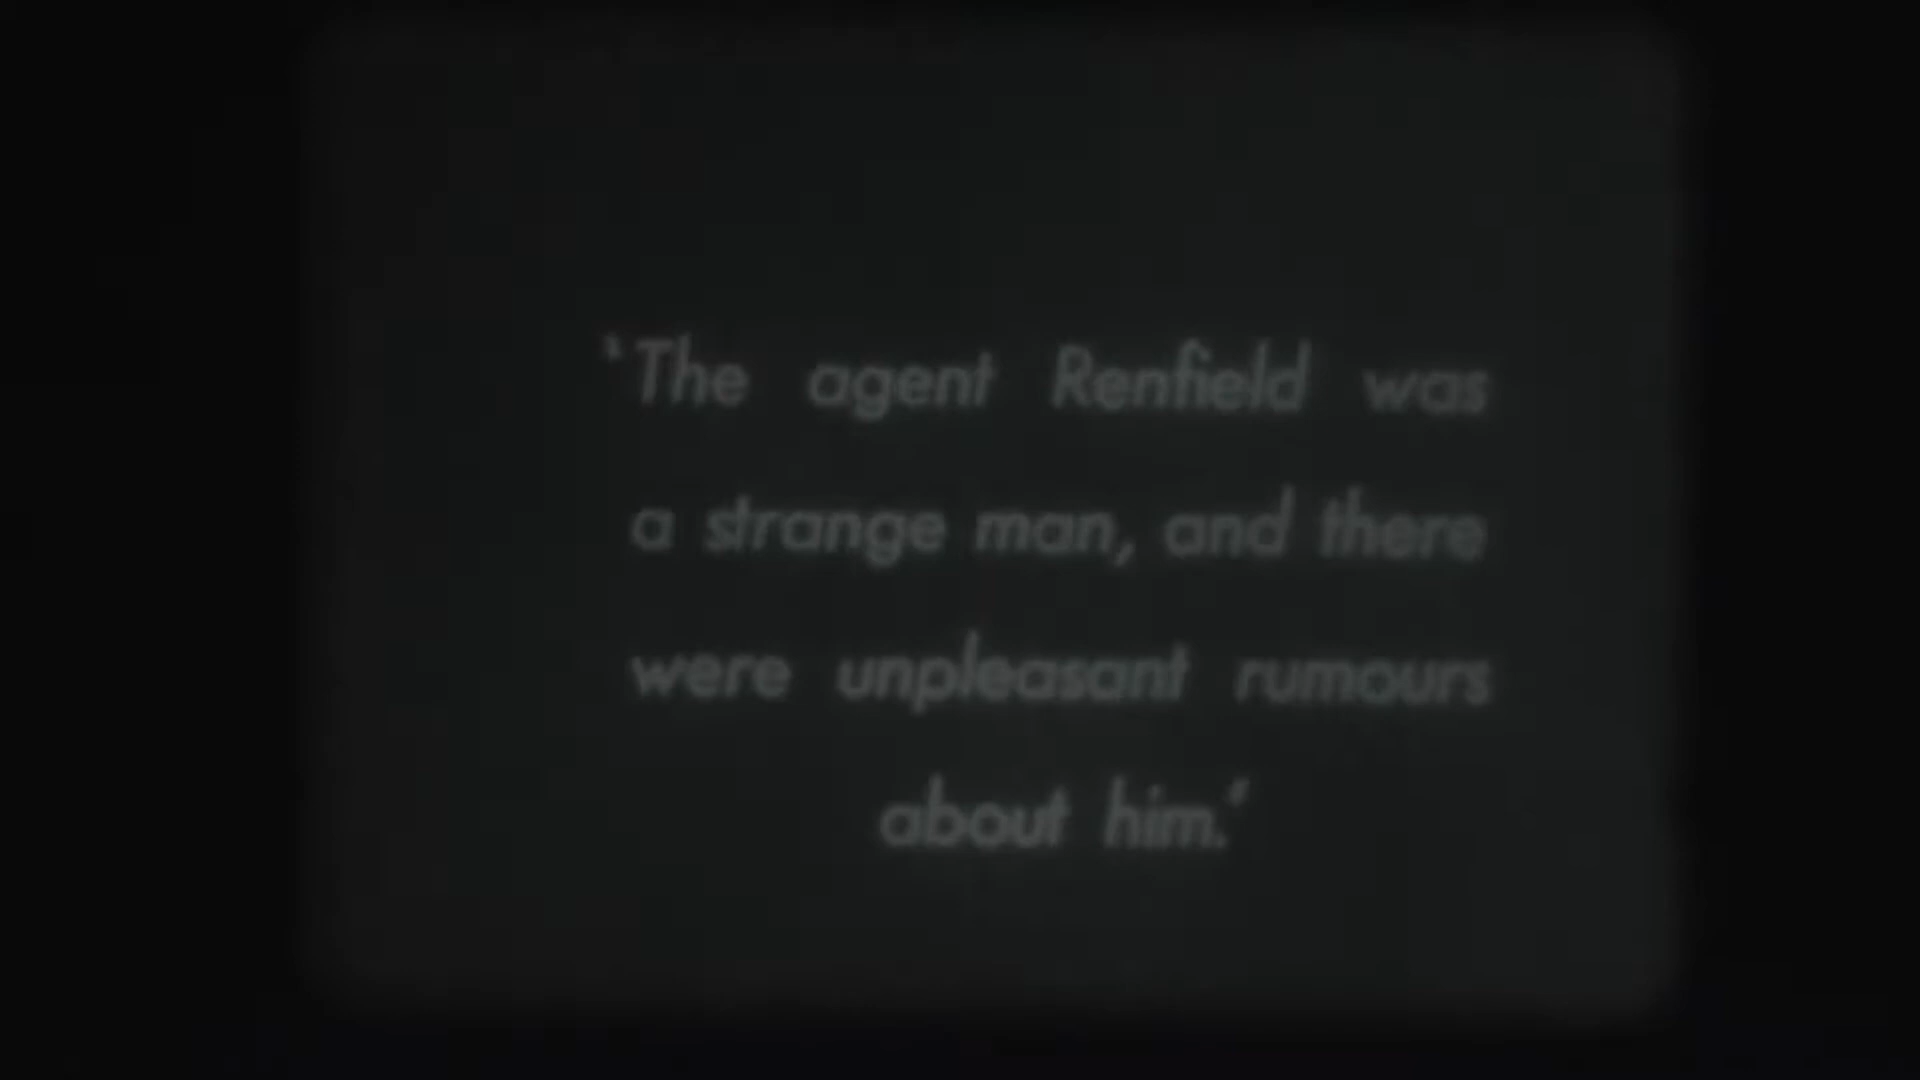 ‘The agent Renfield was
a strange man, and there
were unpleasant rumours
about him.’